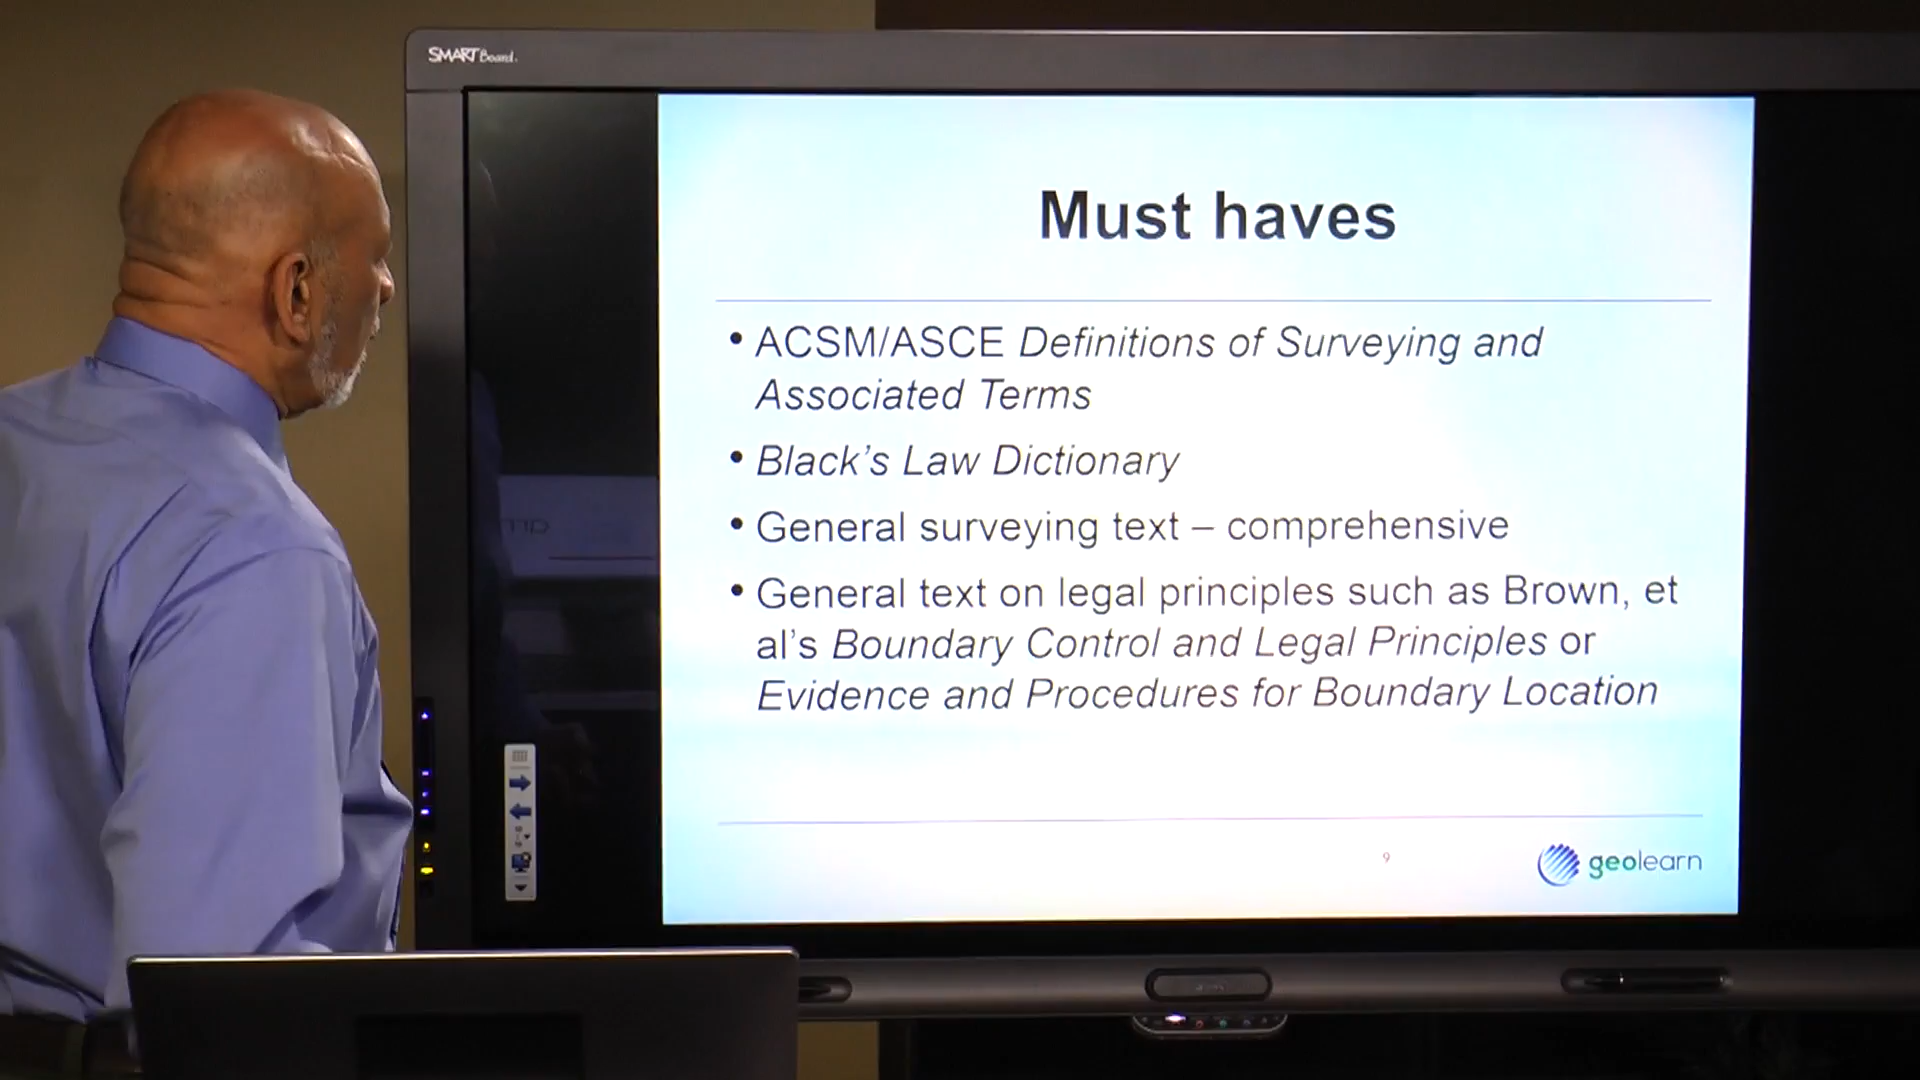 SMART Board
Must haves
• ACSM/ASCE Definitions of Surveying and
Associated Terms
• Black’s Law Dictionary
• General surveying text – comprehensive
• General text on legal principles such as Brown, et
al’s Boundary Control and Legal Principles or
Evidence and Procedures for Boundary Location
9
geolearn